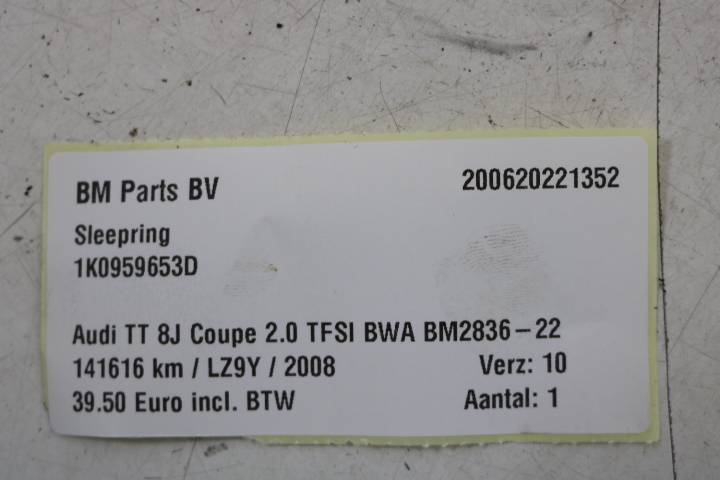 BM Parts BV 200620221352
Sleepring
1K0959653D
Audi TT 8J Coupe 2.0 TFSI BWA BM2836-22
141616 km / LZ9Y / 2008 Verz: 10
39.50 Euro incl. BTW Aantal: 1